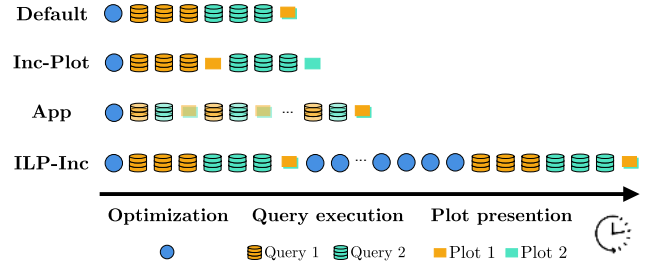 Default
Inc-Plot
App
...
ILP-Inc
...
Optimization Query execution Plot presention
Query 1 Query 2 Plot 1 Plot 2